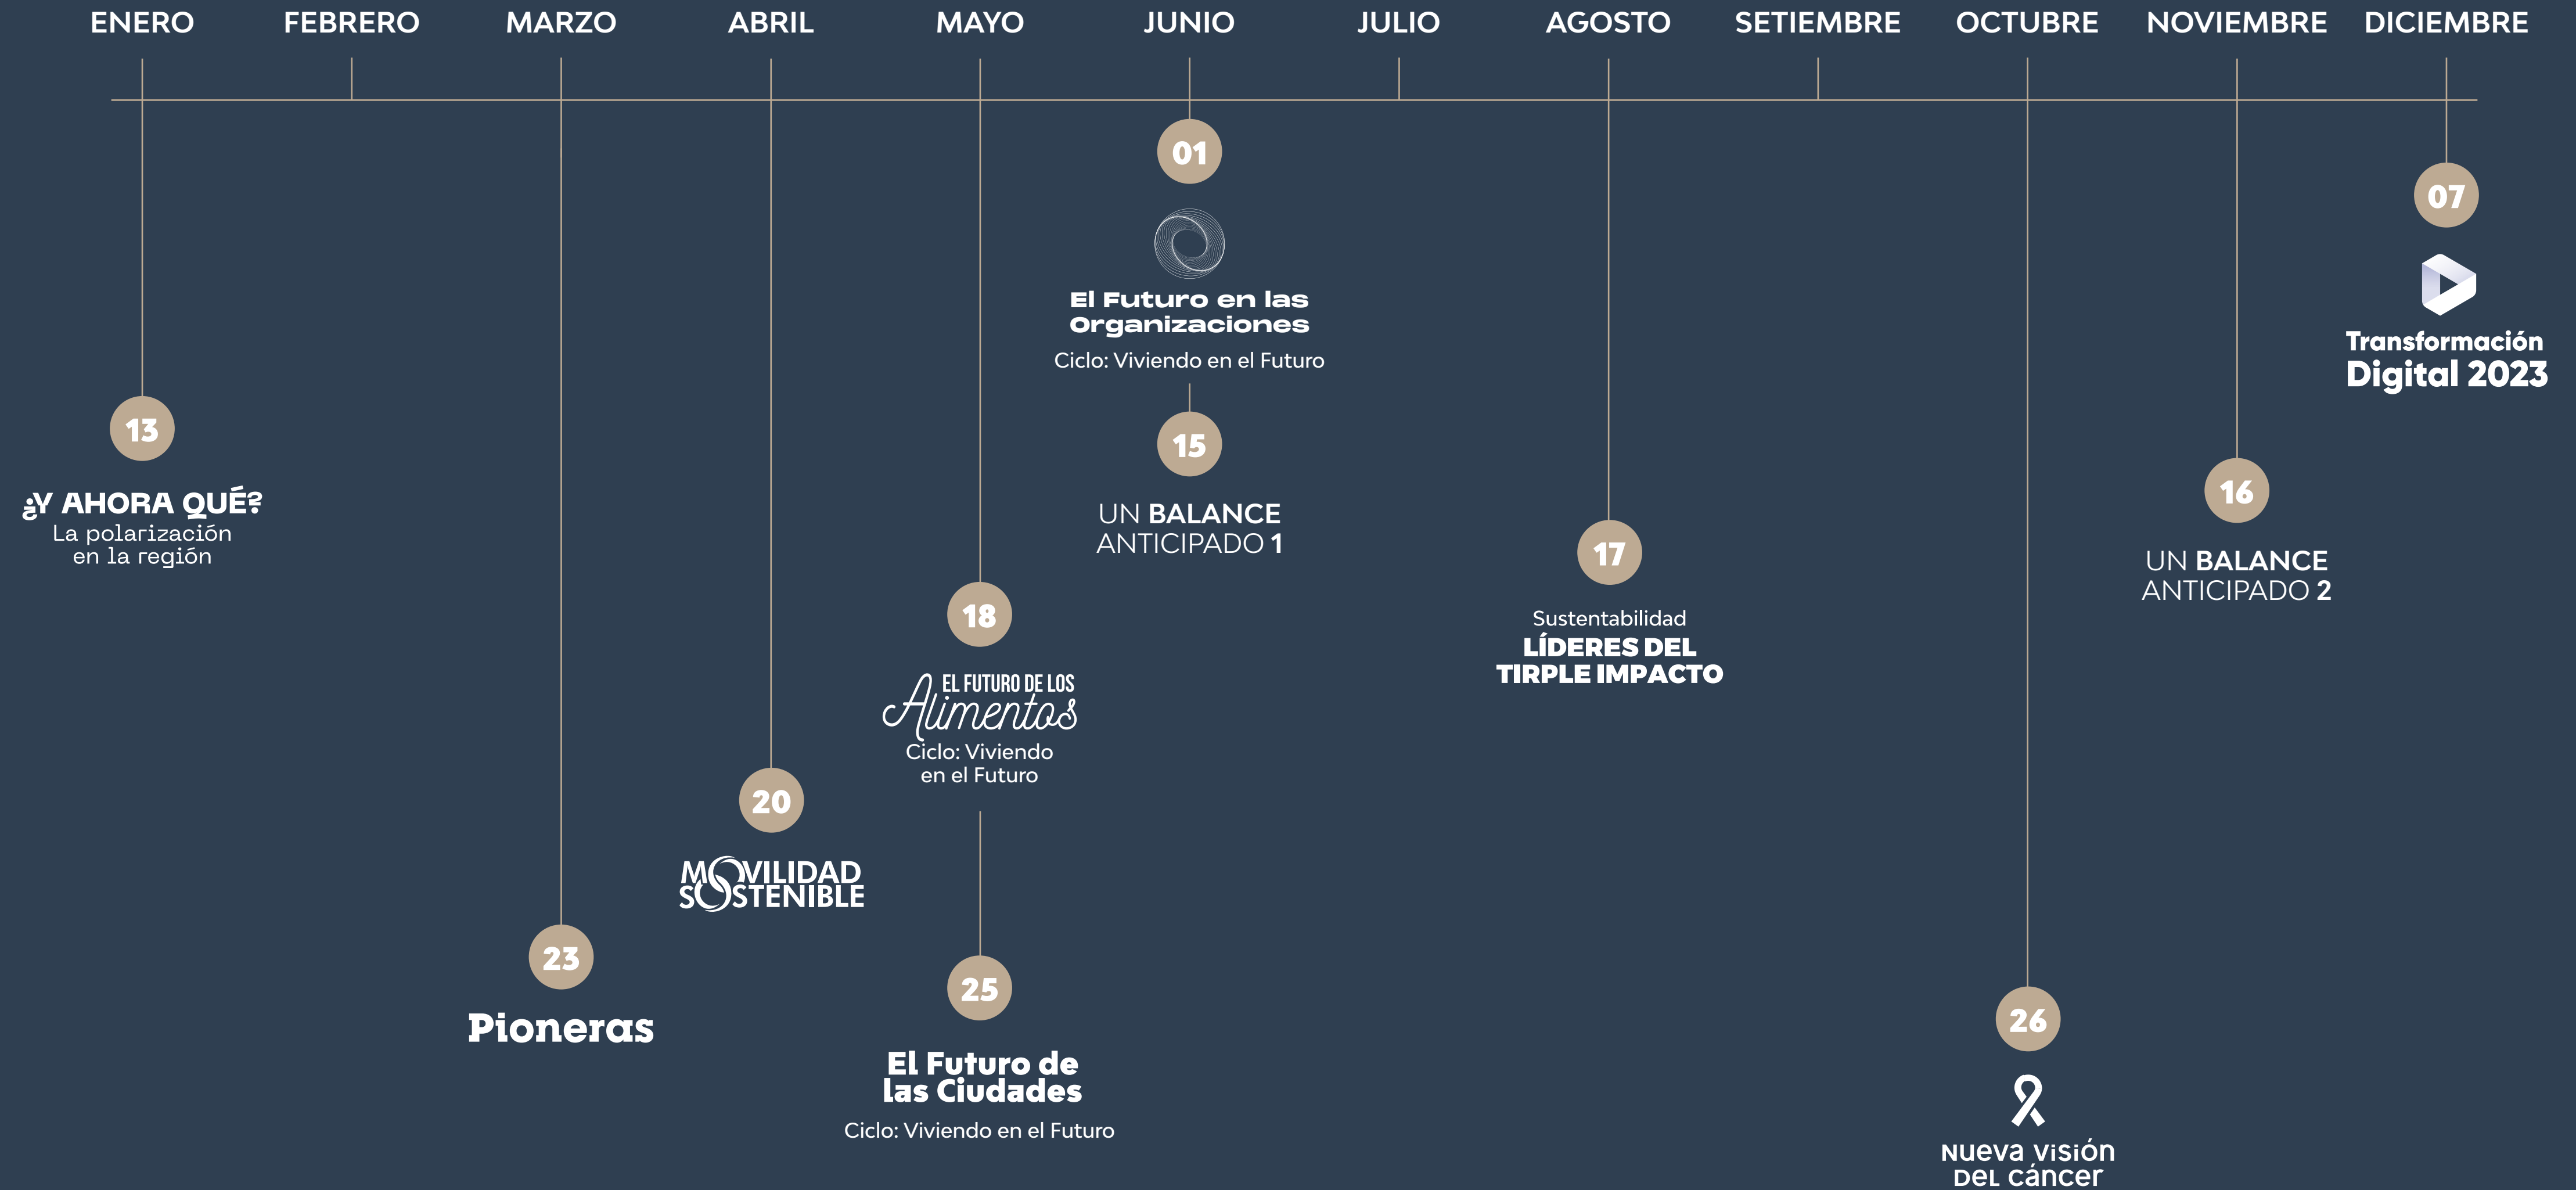 ENERO
FEBRERO
MARZO
ABRIL
MAYO
JUNIO
JULIO
AGOSTO
SETIEMBRE
OCTUBRE
NOVIEMBRE
DICIEMBRE
13
¿Y AHORA QUÉ?
La polarización
en la región
23
Pioneras
20
MOVILIDAD
SOSTENIBLE
18
EL FUTURO DE LOS
Alimentos
Ciclo: Viviendo
en el Futuro
25
El Futuro de
las Ciudades
Ciclo: Viviendo en el Futuro
01
El Futuro en las
Organizaciones
Ciclo: Viviendo en el Futuro
15
UN BALANCE
ANTICIPADO 1
17
Sustentabilidad
LÍDERES DEL
TIRPLE IMPACTO
26
Nueva visión
Del cáncer
16
UN BALANCE
ANTICIPADO 2
07
Transformación
Digital 2023